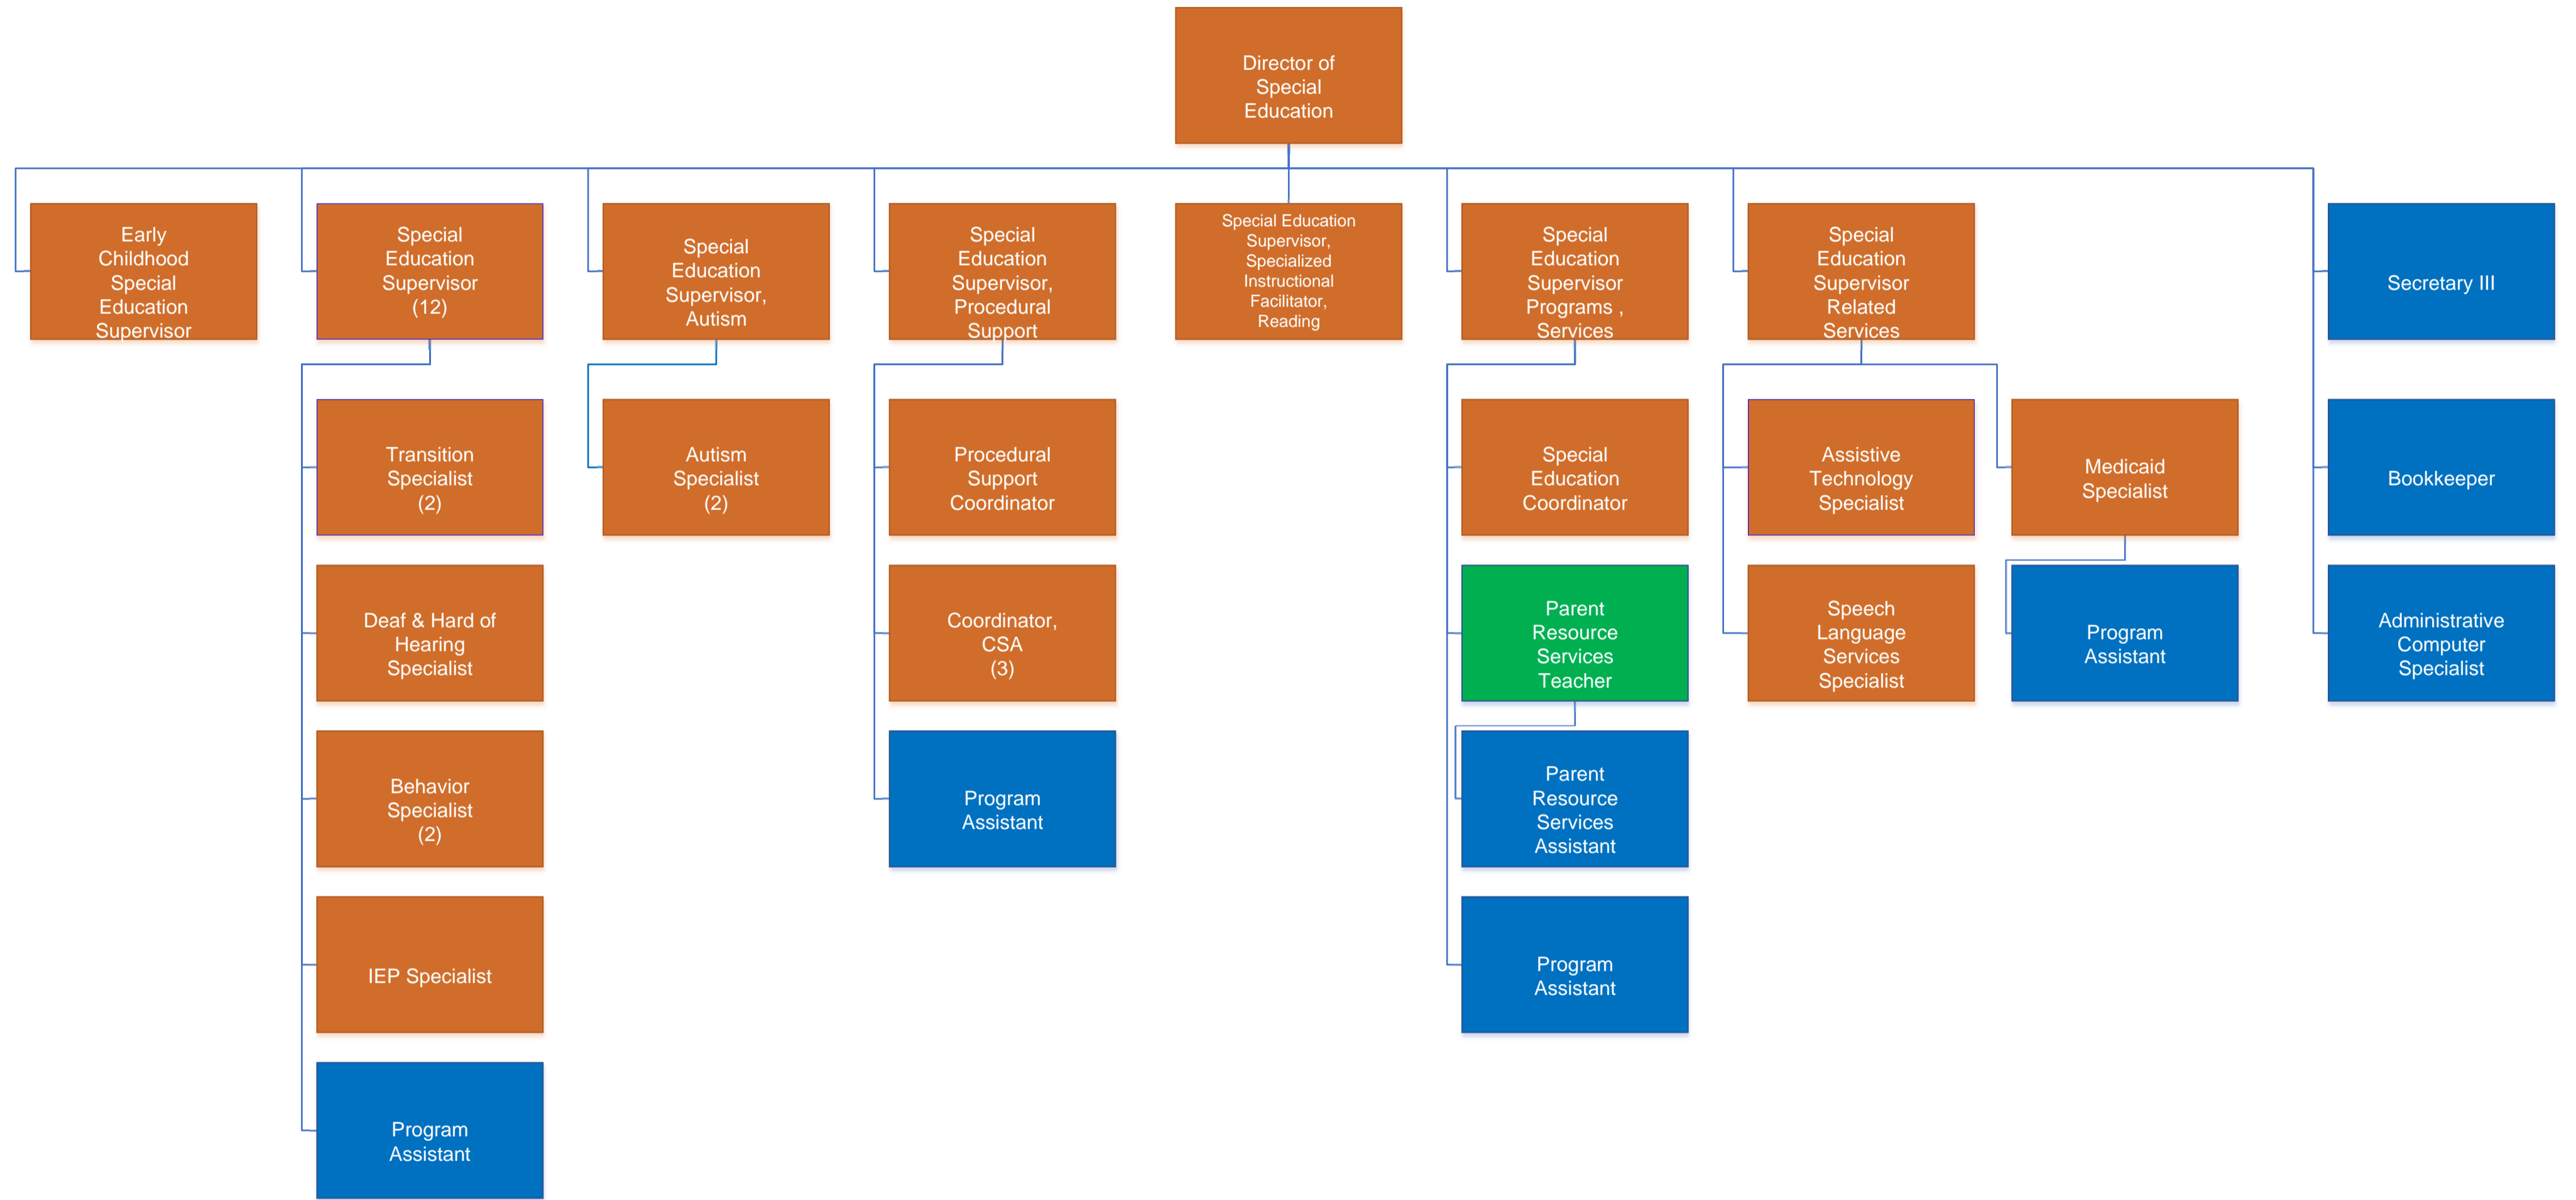 Director of
Special
Education
Early
Childhood
Special
Education
Supervisor
Special
Education
Supervisor
(12)
Special
Education
Supervisor,
Autism
Special
Education
Supervisor,
Procedural
Support
Special Education
Supervisor,
Specialized
Instructional
Facilitator,
Reading
Special
Education
Supervisor
Programs ,
Services
Special
Education
Supervisor
Related
Services
Secretary III
Transition
Specialist
(2)
Autism
Specialist
(2)
Procedural
Support
Coordinator
Special
Education
Coordinator
Assistive
Technology
Specialist
Medicaid
Specialist
Bookkeeper
Deaf & Hard of
Hearing
Specialist
Coordinator,
CSA
(3)
Parent
Resource
Services
Teacher
Speech
Language
Services
Specialist
Program
Assistant
Administrative
Computer
Specialist
Behavior
Specialist
(2)
Program
Assistant
Parent
Resource
Services
Assistant
IEP Specialist
Program
Assistant
Program
Assistant